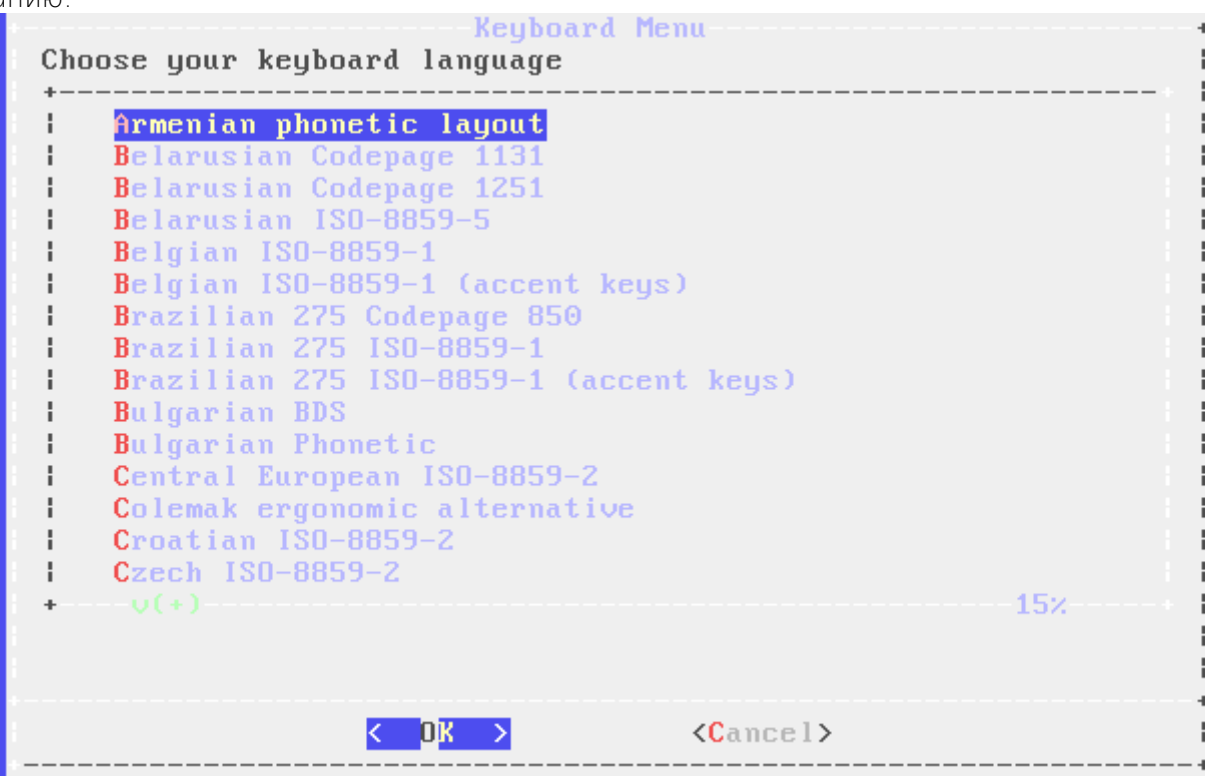 Keyboard Menu
Choose your keyboard language
Armenian phonetic layout
Belarusian Codepage 1131
Belarusian Codepage 1251
Belarusian ISO-8859-5
Belgian ISO-8859-1
Belgian ISO-8859-1 (accent keys)
Brazilian 275 Codepage 850
Brazilian 275 ISO-8859-1
Brazilian 275 ISO-8859-1 (accent keys)
Bulgarian BDS
Bulgarian Phonetic
Central European ISO-8859-2
Colemak ergonomic alternative
Croatian ISO-8859-2
Czech ISO-8859-2
v(+) 15%
< OK > <Cancel>